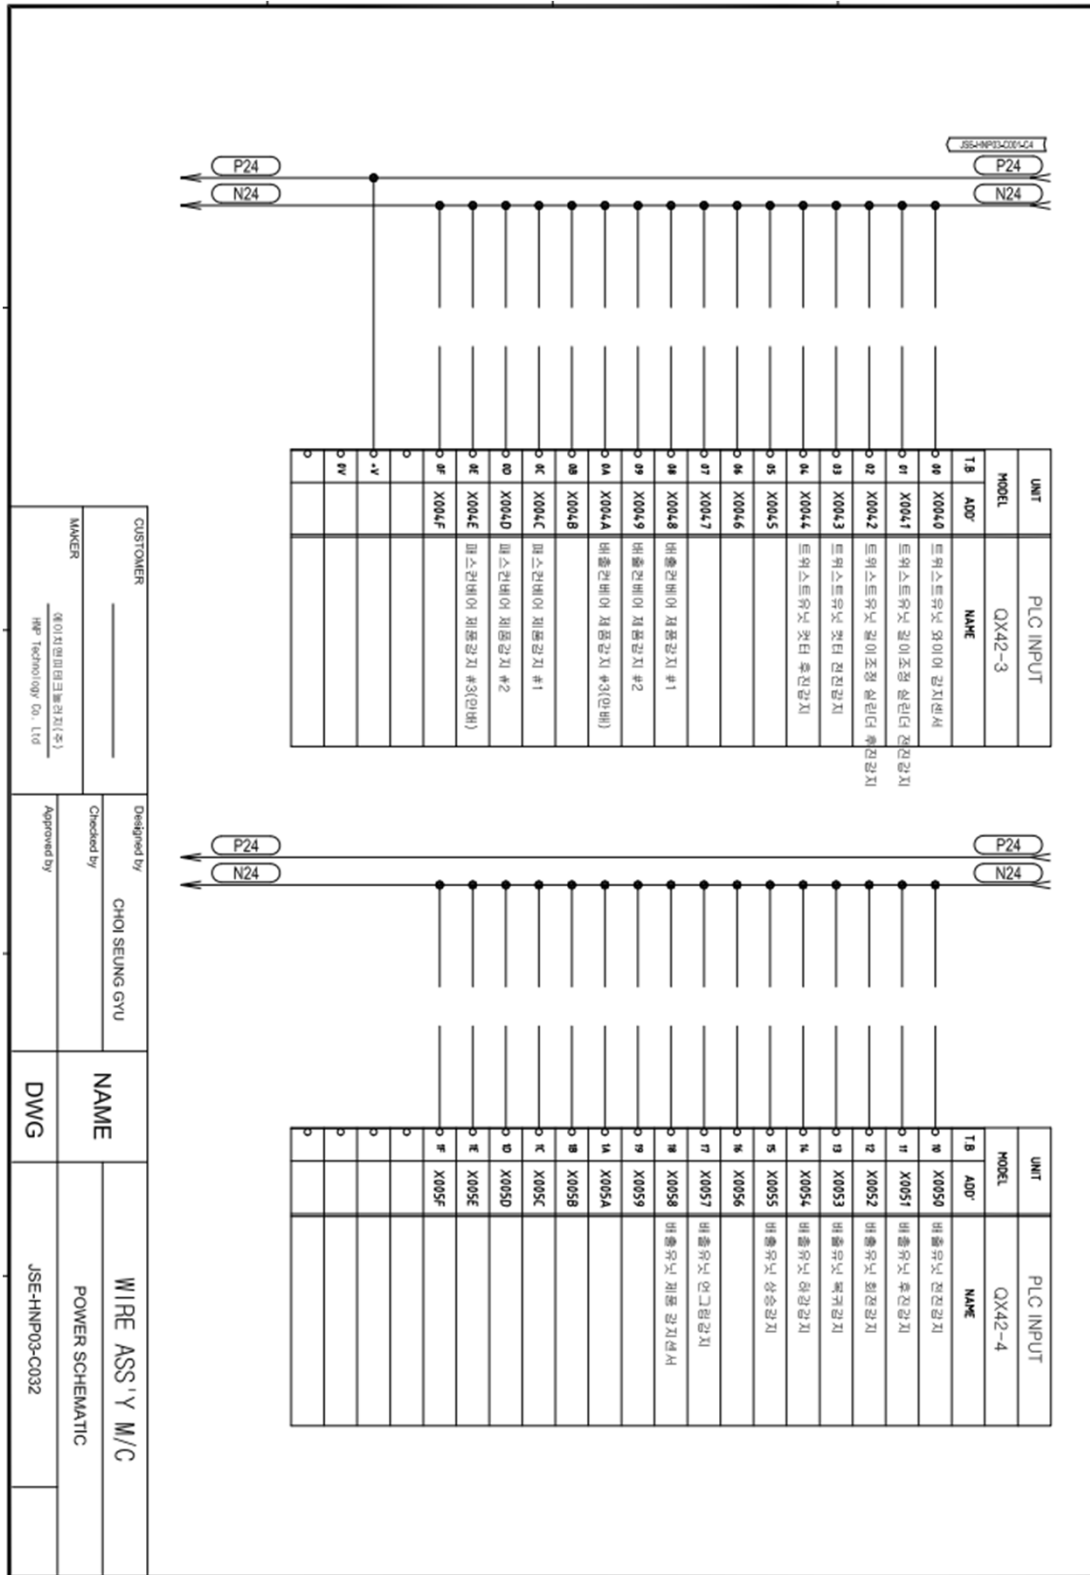 JSE-HNP03-C001-C4
P24
P24
N24
N24
UNIT PLC INPUT
MODEL QX42-3
T.B ADD' NAME
00 X0040 트위스트유닛 와이어 감지센서
01 X0041 트위스트유닛 길이조정 실린더 전진감지
02 X0042 트위스트유닛 길이조정 실린더 후진감지
03 X0043 트위스트유닛 컷터 전진감지
04 X0044 트위스트유닛 컷터 후진감지
05 X0045
06 X0046
07 X0047
08 X0048 배출컨베어 제품감지 #1
09 X0049 배출컨베어 제품감지 #2
0A X004A 배출컨베어 제품감지 #3(만배)
0B X004B
0C X004C 패스컨베어 제품감지 #1
0D X004D 패스컨베어 제품감지 #2
0E X004E 패스컨베어 제품감지 #3(만배)
0F X004F
+V
0V
P24
P24
N24
N24
UNIT PLC INPUT
MODEL QX42-4
T.B ADD' NAME
10 X0050 배출유닛 전진감지
11 X0051 배출유닛 후진감지
12 X0052 배출유닛 회전감지
13 X0053 배출유닛 복귀감지
14 X0054 배출유닛 하강감지
15 X0055 배출유닛 상승감지
16 X0056
17 X0057 배출유닛 언그립감지
18 X0058 배출유닛 제품 감지센서
19 X0059
1A X005A
1B X005B
1C X005C
1D X005D
1E X005E
1F X005F
CUSTOMER
MAKER
에이치엔피테크놀러지(주)
HNP Technology Co. Ltd
Designed by CHOI SEUNG GYU
Checked by
Approved by
NAME
WIRE ASS'Y M/C
POWER SCHEMATIC
DWG
JSE-HNP03-C032